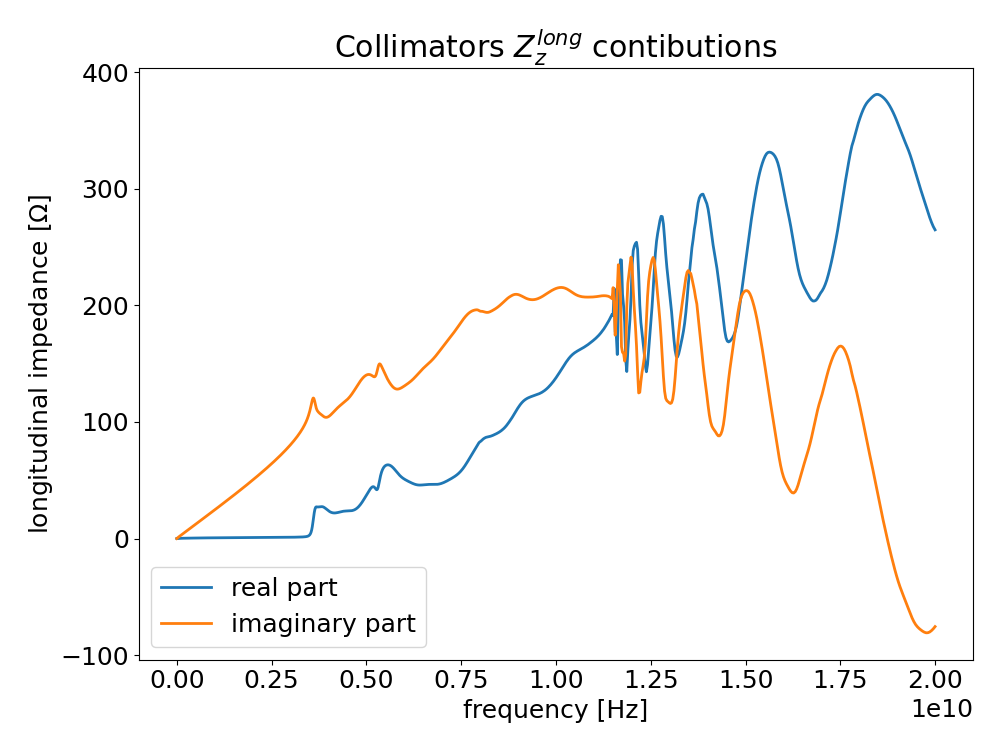 Collimators $Z_z^{long}$ contibutions
400
300
200
100
0
−100
longitudinal impedance [Ω]
real part
imaginary part
0.00 0.25 0.50 0.75 1.00 1.25 1.50 1.75 2.00
1e10
frequency [Hz]